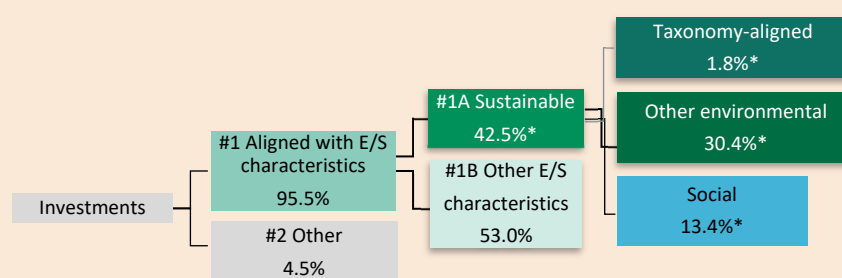 Investments
#1 Aligned with E/S
characteristics
95.5%
#2 Other
4.5%
#1A Sustainable
42.5%*
#1B Other E/S
characteristics
53.0%
Taxonomy-aligned
1.8%*
Other environmental
30.4%*
Social
13.4%*